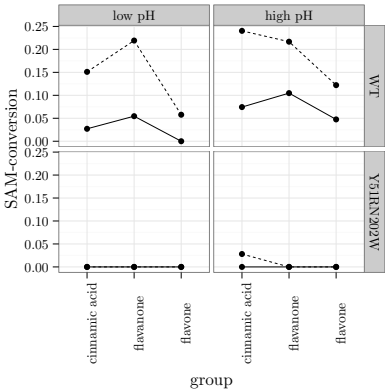 low pH
high pH
SAM-conversion
0.25
0.20
0.15
0.10
0.05
0.00
WT
0.25
0.20
0.15
0.10
0.05
0.00
Y51RN202W
cinnamic acid
flavanone
flavone
cinnamic acid
flavanone
flavone
group